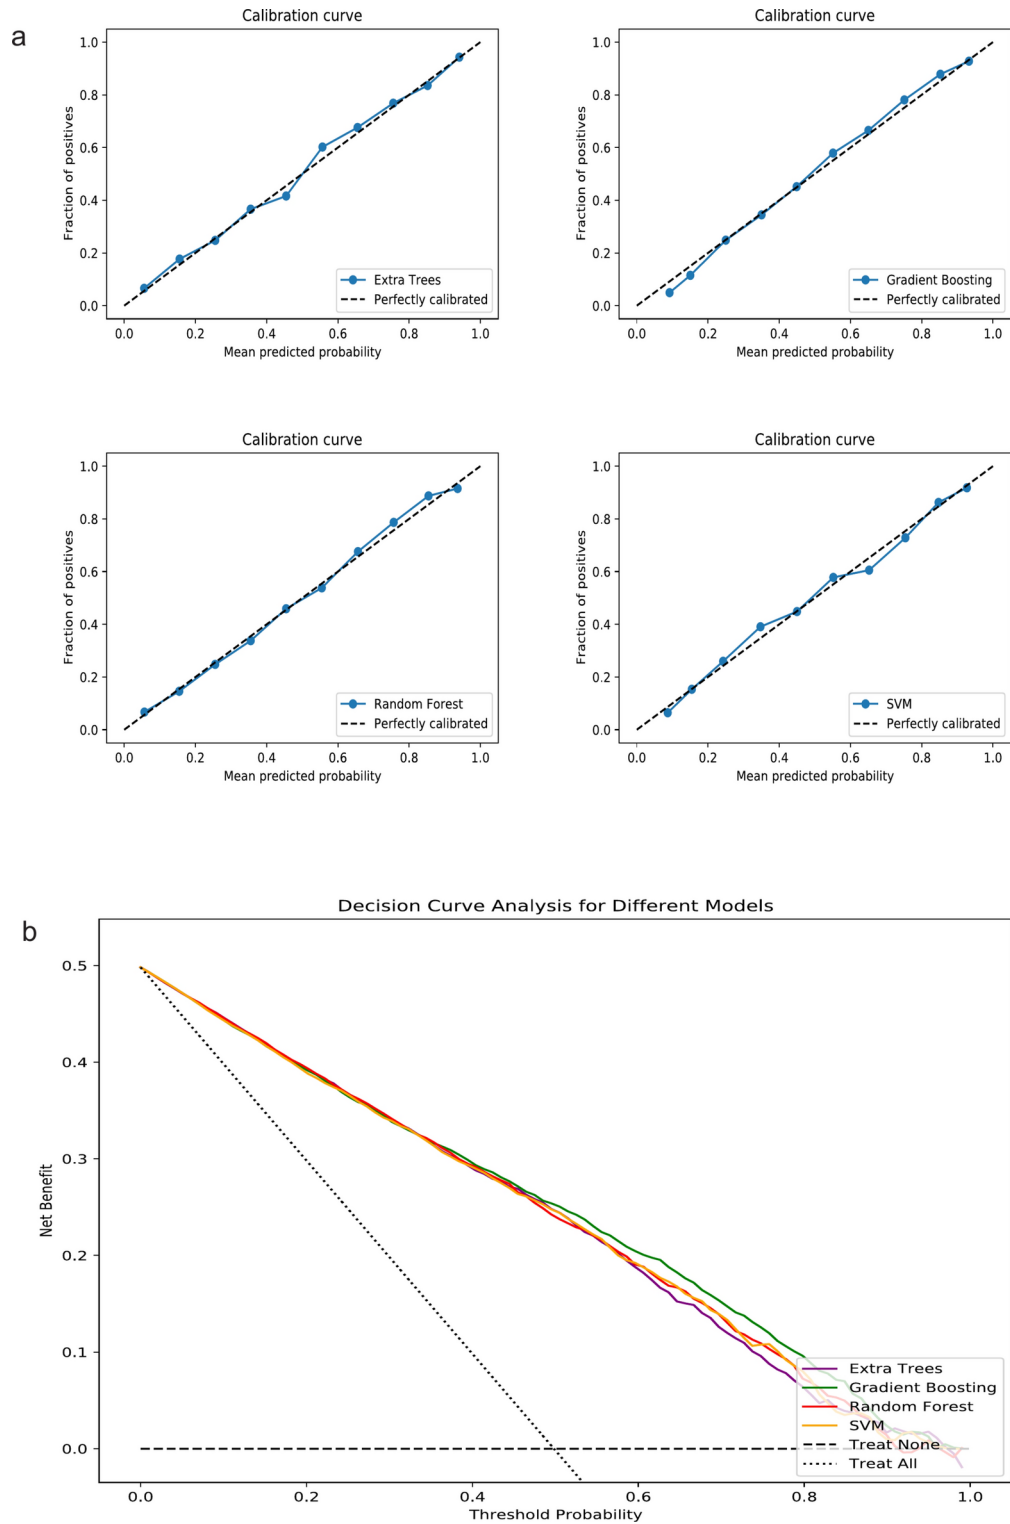 a
Calibration curve
Fraction of positives
1.0
0.8
0.6
0.4
0.2
0.0
Extra Trees
Perfectly calibrated
0.0 0.2 0.4 0.6 0.8 1.0
Mean predicted probability
Calibration curve
Fraction of positives
1.0
0.8
0.6
0.4
0.2
0.0
Gradient Boosting
Perfectly calibrated
0.0 0.2 0.4 0.6 0.8 1.0
Mean predicted probability
Calibration curve
Fraction of positives
1.0
0.8
0.6
0.4
0.2
0.0
Random Forest
Perfectly calibrated
0.0 0.2 0.4 0.6 0.8 1.0
Mean predicted probability
Calibration curve
Fraction of positives
1.0
0.8
0.6
0.4
0.2
0.0
SVM
Perfectly calibrated
0.0 0.2 0.4 0.6 0.8 1.0
Mean predicted probability
b
Decision Curve Analysis for Different Models
Net Benefit
0.5
0.4
0.3
0.2
0.1
0.0
Extra Trees
Gradient Boosting
Random Forest
SVM
Treat None
Treat All
0.0 0.2 0.4 0.6 0.8 1.0
Threshold Probability